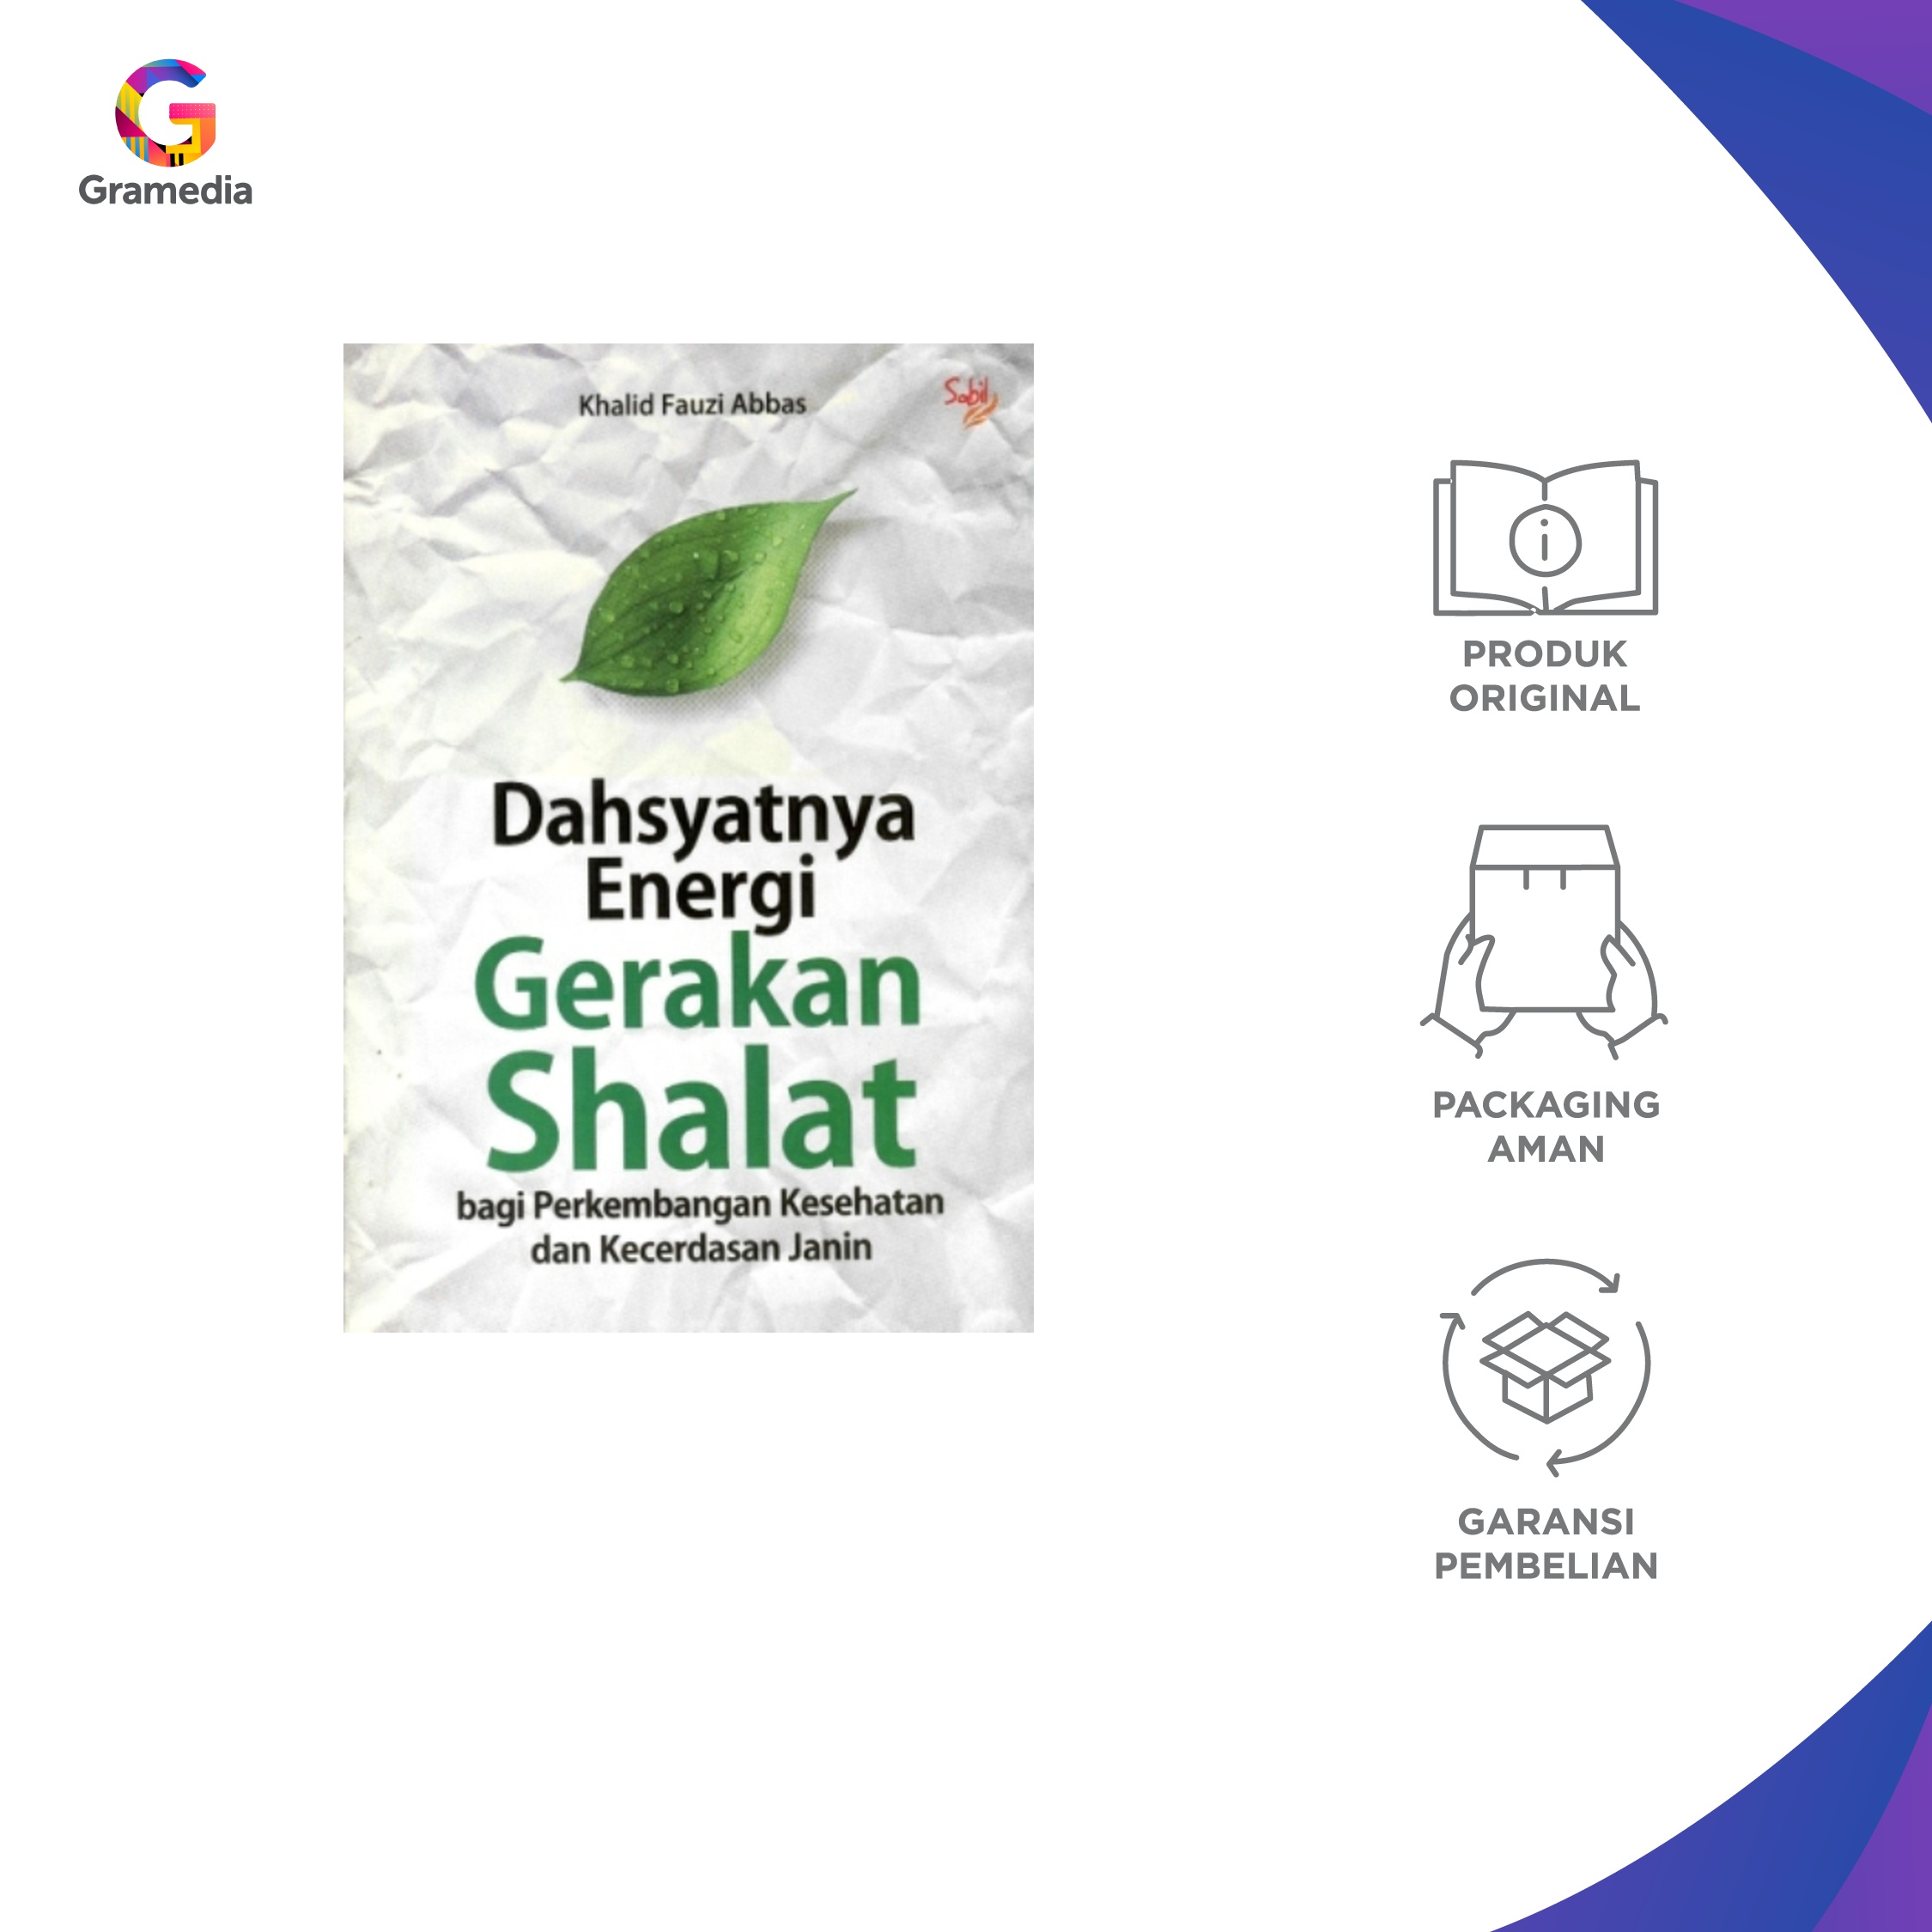 Gramedia
Khalid Fauzi Abbas
Sabil
Dahsyatnya
Energi
Gerakan
Shalat
bagi Perkembangan Kesehatan
dan Kecerdasan Janin
PRODUK
ORIGINAL
PACKAGING
AMAN
GARANSI
PEMBELIAN